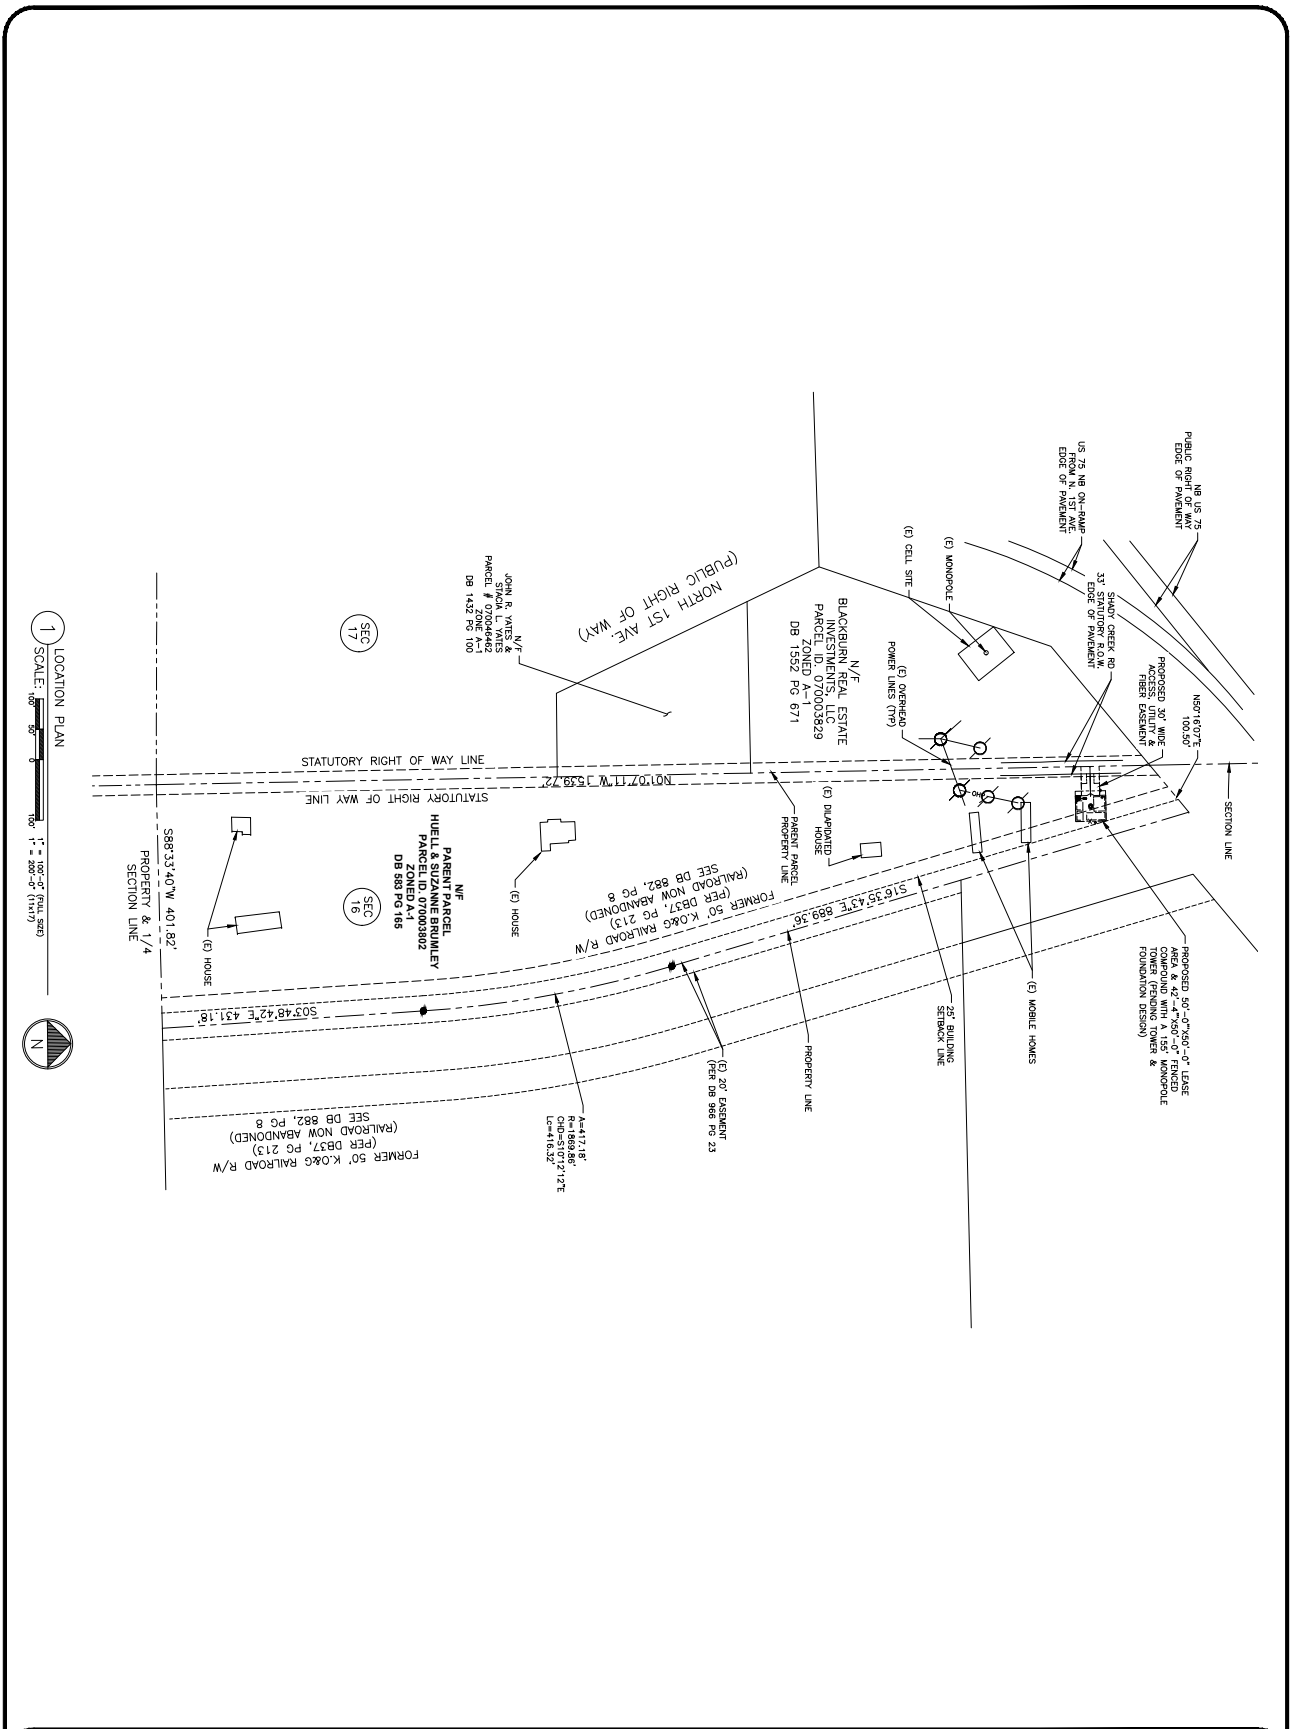 NB US 75
PUBLIC RIGHT OF WAY
EDGE OF PAVEMENT
US 75 NB ON-RAMP
FROM N. 1ST AVE.
EDGE OF PAVEMENT
SHADY CREEK RD
33' STATUTORY R.O.W.
EDGE OF PAVEMENT
PROPOSED 30' WIDE
ACCESS, UTILITY &
FIBER EASEMENT
N50°16'07"E
100.50'
SECTION LINE
(E) MONOPOLE
(E) CELL SITE
(E) OVERHEAD
POWER LINES (TYP)
OHP
N/F
BLACKBURN REAL ESTATE
INVESTMENTS, LLC
PARCEL ID. 070003829
ZONED A-1
DB 1552 PG 671
NORTH 1ST AVE.
(PUBLIC RIGHT OF WAY)
N/F
JOHN R. YATES &
STACIA L. YATES
PARCEL # 070046462
ZONE A-1
DB 1432 PG 100
SEC
17
STATUTORY RIGHT OF WAY LINE
N01°07'11"W 1539.72'
STATUTORY RIGHT OF WAY LINE
PARENT PARCEL
PROPERTY LINE
(E) DILAPIDATED
HOUSE
N/F
PARENT PARCEL
HUELL & SUZANNE BRUMLEY
PARCEL ID. 070003802
ZONED A-1
DB 583 PG 165
SEC
16
(E) HOUSE
(E) HOUSE
S88°33'40"W 401.82'
PROPERTY & 1/4
SECTION LINE
FORMER 50' K.O&G RAILROAD R/W
(PER DB37, PG 213)
(RAILROAD NOW ABANDONED)
SEE DB 882, PG 8
S16°35'43"E 889.36'
S03°48'42"E 431.18'
PROPOSED 50'-0"X50'-0" LEASE
AREA & 42'-4"X50'-0" FENCED
COMPOUND WITH A 155' MONOPOLE
TOWER (PENDING TOWER &
FOUNDATION DESIGN)
(E) MOBILE HOMES
25' BUILDING
SETBACK LINE
PROPERTY LINE
(E) 20' EASEMENT
(PER DB 966 PG 23
A=417.18'
R=1869.86'
CHD=S10°12'12"E
Lc=416.32'
FORMER 50' K.O&G RAILROAD R/W
(PER DB37, PG 213)
(RAILROAD NOW ABANDONED)
SEE DB 882, PG 8
1
LOCATION PLAN
SCALE:
100' 50' 0 100'
1" = 100'-0" (FULL SIZE)
1" = 200'-0" (11x17)
N